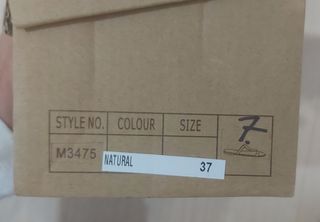 STYLE NO. COLOUR SIZE 7.
M3475 NATURAL 37